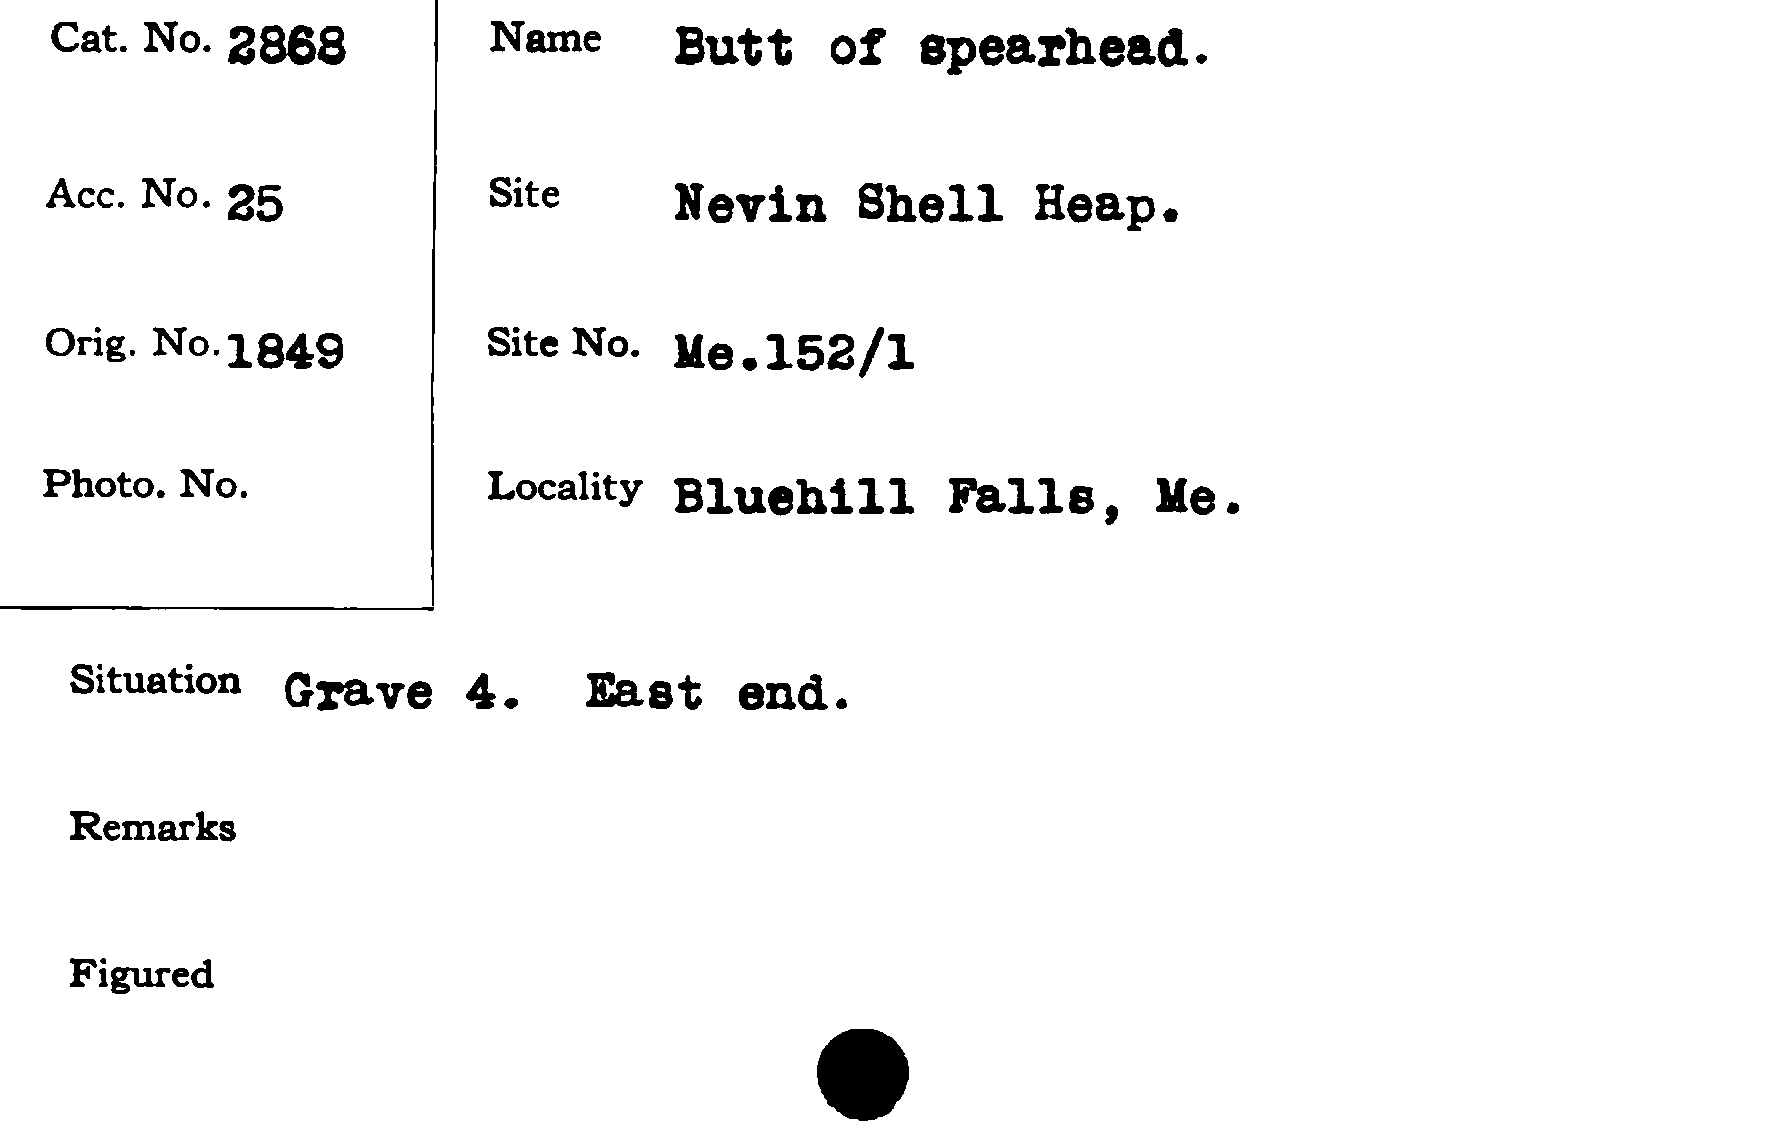 Cat. No. 2868
Name Butt of spearhead.
Acc. No. 25
Site Nevin Shell Heap.
Orig. No. 1849
Site No. Me.152/1
Photo. No.
Locality Bluehill Falls, Me.
Situation Grave 4. East end.
Remarks
Figured